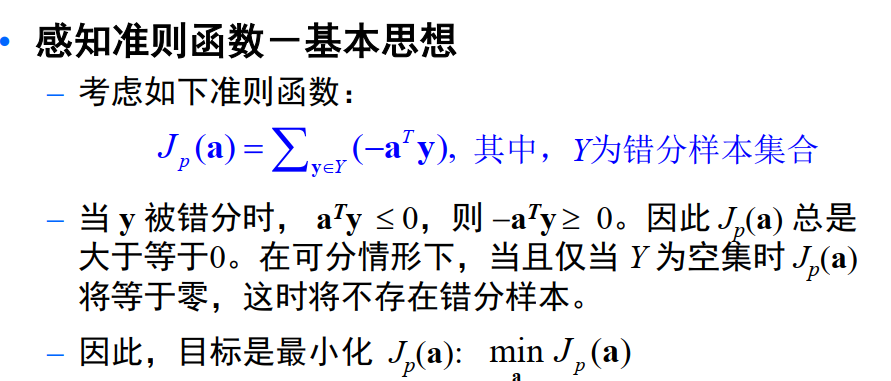 • 感知准则函数－基本思想
– 考虑如下准则函数：
J_p(a) = ∑_{y∈Y} (–a^T y), 其中，Y为错分样本集合
– 当 y 被错分时， a^T y ≤ 0，则 –a^T y ≥ 0。因此 J_p(a) 总是
大于等于0。在可分情形下，当且仅当 Y 为空集时 J_p(a)
将等于零，这时将不存在错分样本。
– 因此，目标是最小化 J_p(a): min_a J_p(a)